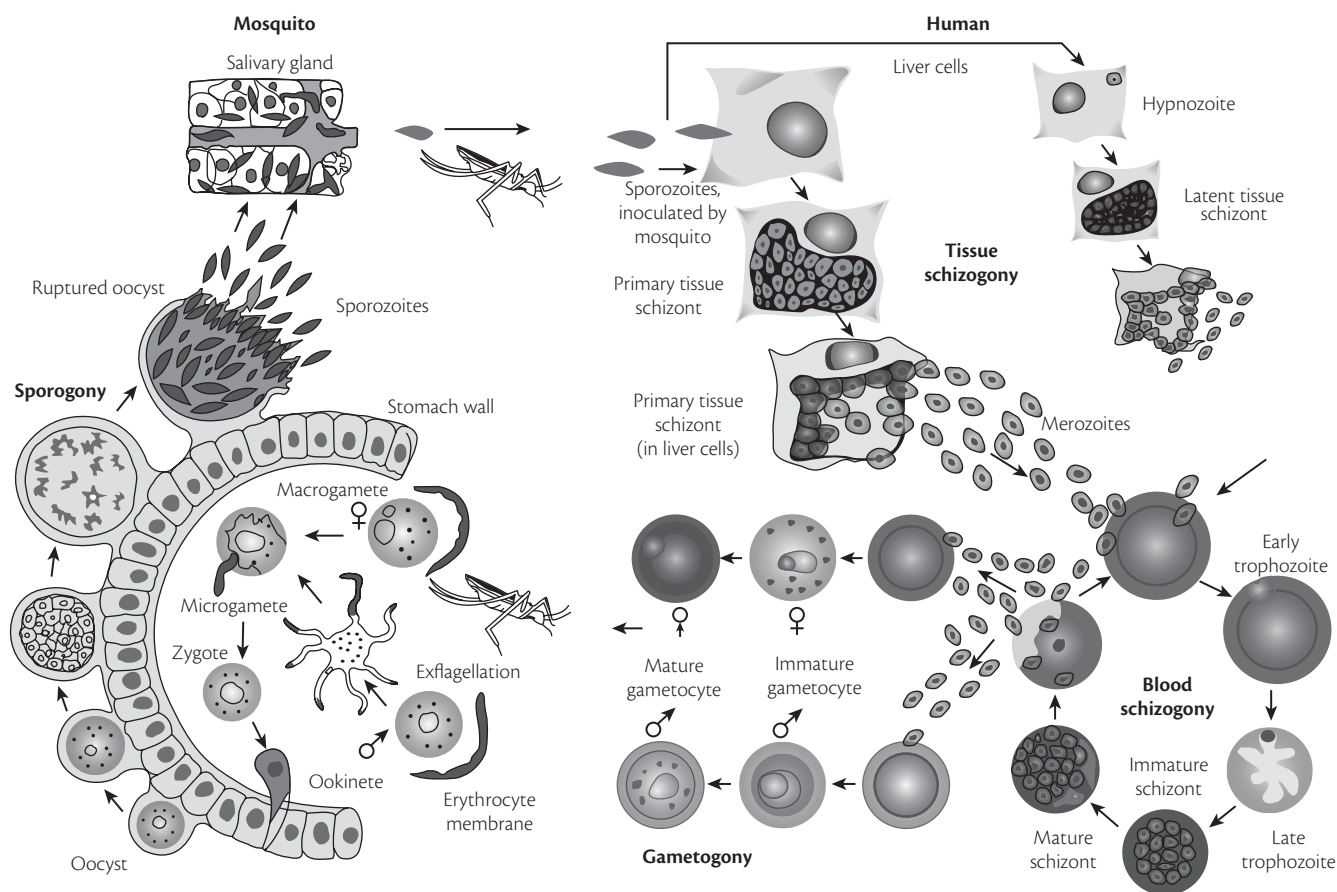 Mosquito
Salivary gland
Ruptured oocyst
Sporozoites
Sporogony
Stomach wall
Macrogamete
Microgamete
Zygote
Exflagellation
Ookinete
Erythrocyte
membrane
Oocyst
Human
Liver cells
Hypnozoite
Sporozoites,
inoculated by
mosquito
Latent tissue
schizont
Tissue
schizogony
Primary tissue
schizont
Primary tissue
schizont
(in liver cells)
Merozoites
Early
trophozoite
Mature
gametocyte
Immature
gametocyte
Blood
schizogony
Immature
schizont
Mature
schizont
Late
trophozoite
Gametogony